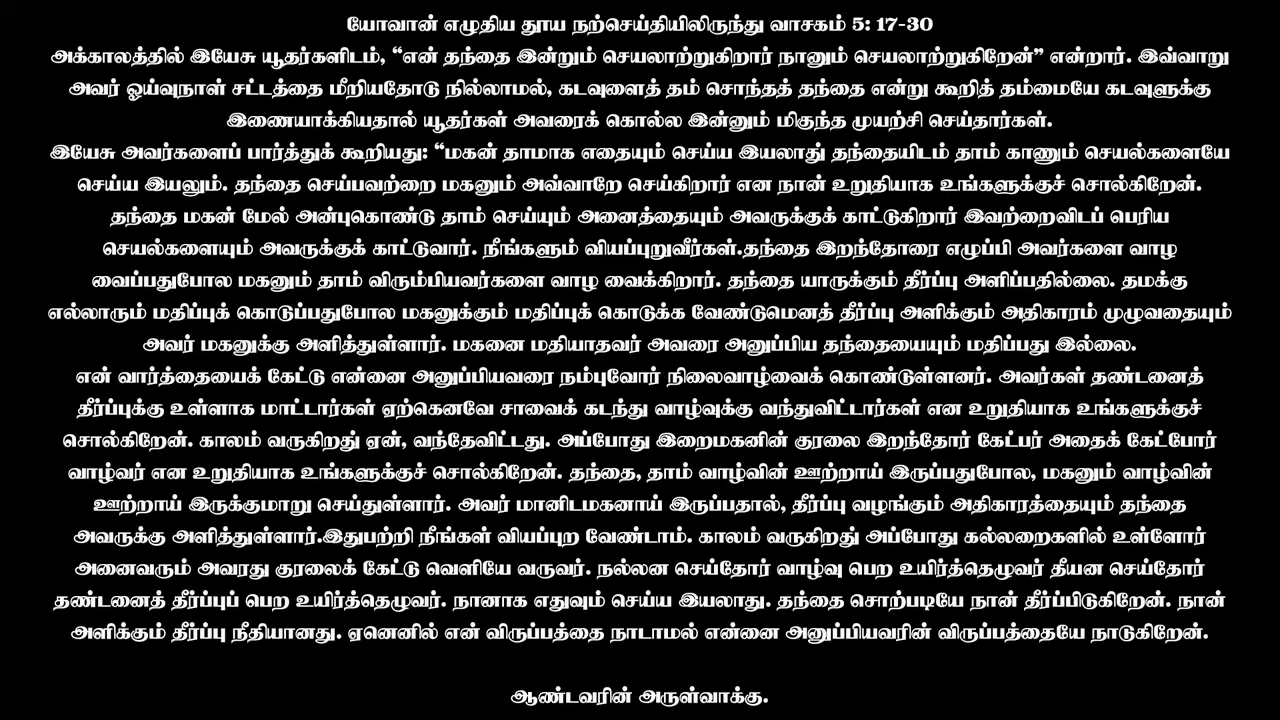 யோவான் எழுதிய தூய நற்செய்தியிலிருந்து வாசகம் 5: 17-30
அக்காலத்தில் இயேசு யூதர்களிடம், “என் தந்தை இன்றும் செயலாற்றுகிறார் நானும் செயலாற்றுகிறேன்” என்றார். இவ்வாறு
அவர் ஓய்வுநாள் சட்டத்தை மீறியதோடு நில்லாமல், கடவுளைத் தம் சொந்தத் தந்தை என்று கூறித் தம்மையே கடவுளுக்கு
இணையாக்கியதால் யூதர்கள் அவரைக் கொல்ல இன்னும் மிகுந்த முயற்சி செய்தார்கள்.
இயேசு அவர்களைப் பார்த்துக் கூறியது: “மகன் தாமாக எதையும் செய்ய இயலாது் தந்தையிடம் தாம் காணும் செயல்களையே
செய்ய இயலும். தந்தை செய்பவற்றை மகனும் அவ்வாறே செய்கிறார் என நான் உறுதியாக உங்களுக்குச் சொல்கிறேன்.
தந்தை மகன் மேல் அன்புகொண்டு தாம் செய்யும் அனைத்தையும் அவருக்குக் காட்டுகிறார் இவற்றைவிடப் பெரிய
செயல்களையும் அவருக்குக் காட்டுவார். நீங்களும் வியப்புறுவீர்கள்.தந்தை இறந்தோரை எழுப்பி அவர்களை வாழ
வைப்பதுபோல மகனும் தாம் விரும்பியவர்களை வாழ வைக்கிறார். தந்தை யாருக்கும் தீர்ப்பு அளிப்பதில்லை. தமக்கு
எல்லாரும் மதிப்புக் கொடுப்பதுபோல மகனுக்கும் மதிப்புக் கொடுக்க வேண்டுமெனத் தீர்ப்பு அளிக்கும் அதிகாரம் முழுவதையும்
அவர் மகனுக்கு அளித்துள்ளார். மகனை மதியாதவர் அவரை அனுப்பிய தந்தையையும் மதிப்பது இல்லை.
என் வார்த்தையைக் கேட்டு என்னை அனுப்பியவரை நம்புவோர் நிலைவாழ்வைக் கொண்டுள்ளனர். அவர்கள் தண்டனைத்
தீர்ப்புக்கு உள்ளாக மாட்டார்கள் ஏற்கெனவே சாவைக் கடந்து வாழ்வுக்கு வந்துவிட்டார்கள் என உறுதியாக உங்களுக்குச்
சொல்கிறேன். காலம் வருகிறது் ஏன், வந்தேவிட்டது. அப்போது இறைமகனின் குரலை இறந்தோர் கேட்பர் அதைக் கேட்போர்
வாழ்வர் என உறுதியாக உங்களுக்குச் சொல்கிறேன். தந்தை, தாம் வாழ்வின் ஊற்றாய் இருப்பதுபோல, மகனும் வாழ்வின்
ஊற்றாய் இருக்குமாறு செய்துள்ளார். அவர் மானிடமகனாய் இருப்பதால், தீர்ப்பு வழங்கும் அதிகாரத்தையும் தந்தை
அவருக்கு அளித்துள்ளார்.இதுபற்றி நீங்கள் வியப்புற வேண்டாம். காலம் வருகிறது் அப்போது கல்லறைகளில் உள்ளோர்
அனைவரும் அவரது குரலைக் கேட்டு வெளியே வருவர். நல்லன செய்தோர் வாழ்வு பெற உயிர்த்தெழுவர் தீயன செய்தோர்
தண்டனைத் தீர்ப்புப் பெற உயிர்த்தெழுவர். நானாக எதுவும் செய்ய இயலாது. தந்தை சொற்படியே நான் தீர்ப்பிடுகிறேன். நான்
அளிக்கும் தீர்ப்பு நீதியானது. ஏனெனில் என் விருப்பத்தை நாடாமல் என்னை அனுப்பியவரின் விருப்பத்தையே நாடுகிறேன்.
ஆண்டவரின் அருள்வாக்கு.